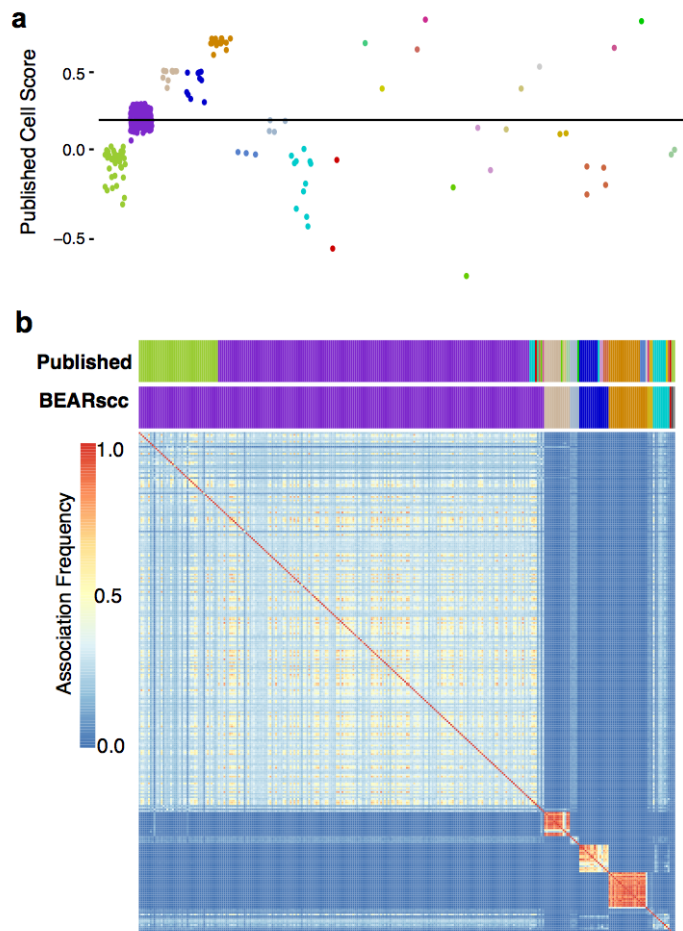 a
Published Cell Score
0.5
0.0
−0.5
b
Published
BEARscc
Association Frequency
1.0
0.5
0.0